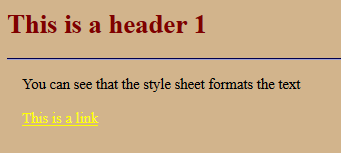 This is a header 1
You can see that the style sheet formats the text
This is a link